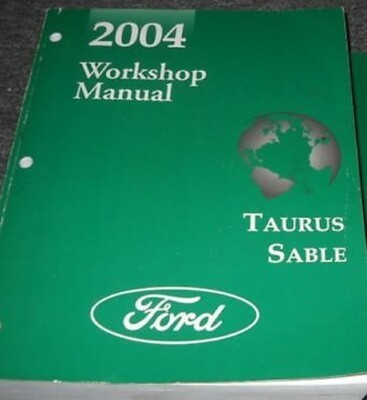 2004
Workshop
Manual
TAURUS
SABLE
Ford